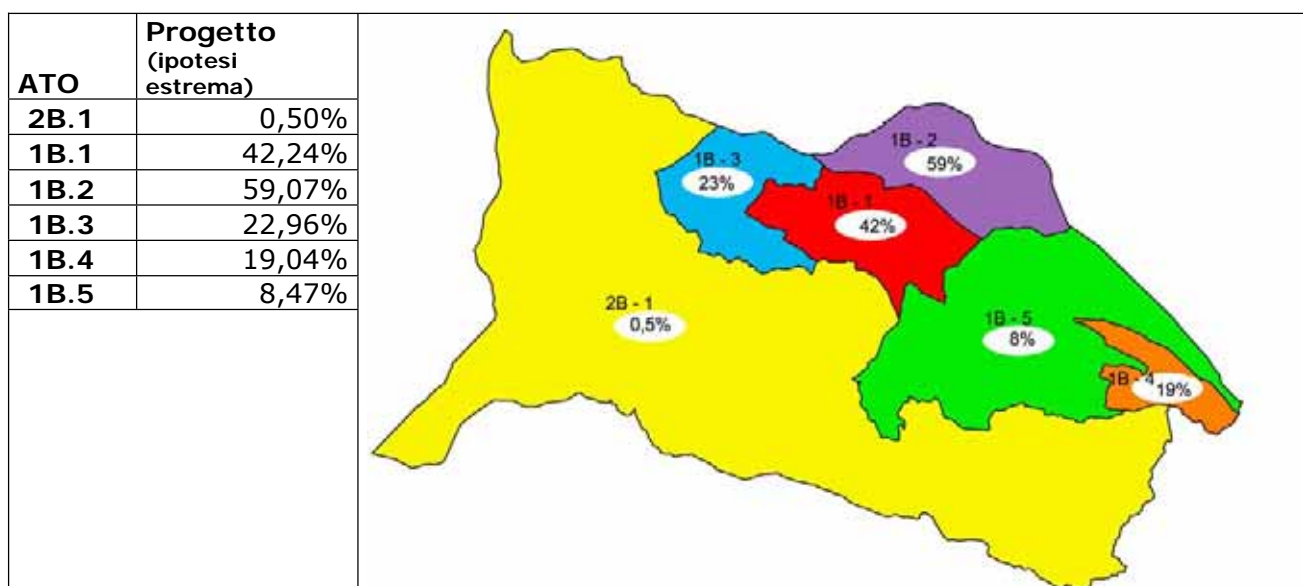 ATO
Progetto
(ipotesi
estrema)
2B.1 0,50%
1B.1 42,24%
1B.2 59,07%
1B.3 22,96%
1B.4 19,04%
1B.5 8,47%
1B - 2
59%
1B - 3
23%
1B - 1
42%
2B - 1
0,5%
1B - 5
8%
1B - 4
19%